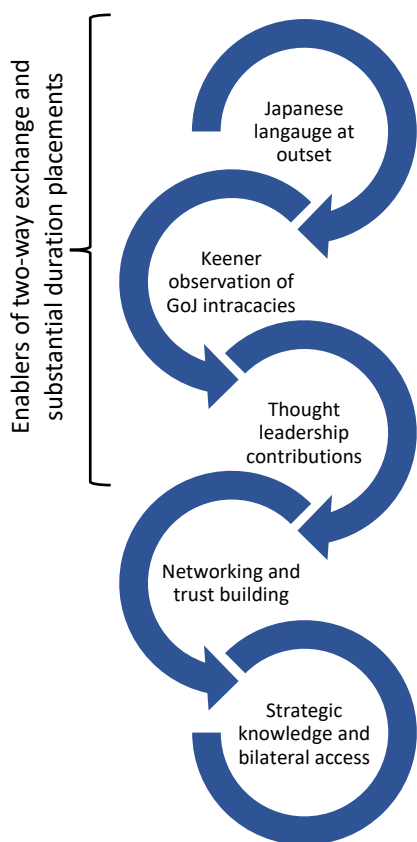 Enablers of two-way exchange and
substantial duration placements
Japanese
langauge at
outset
Keener
observation of
GoJ intracacies
Thought
leadership
contributions
Networking and
trust building
Strategic
knowledge and
bilateral access